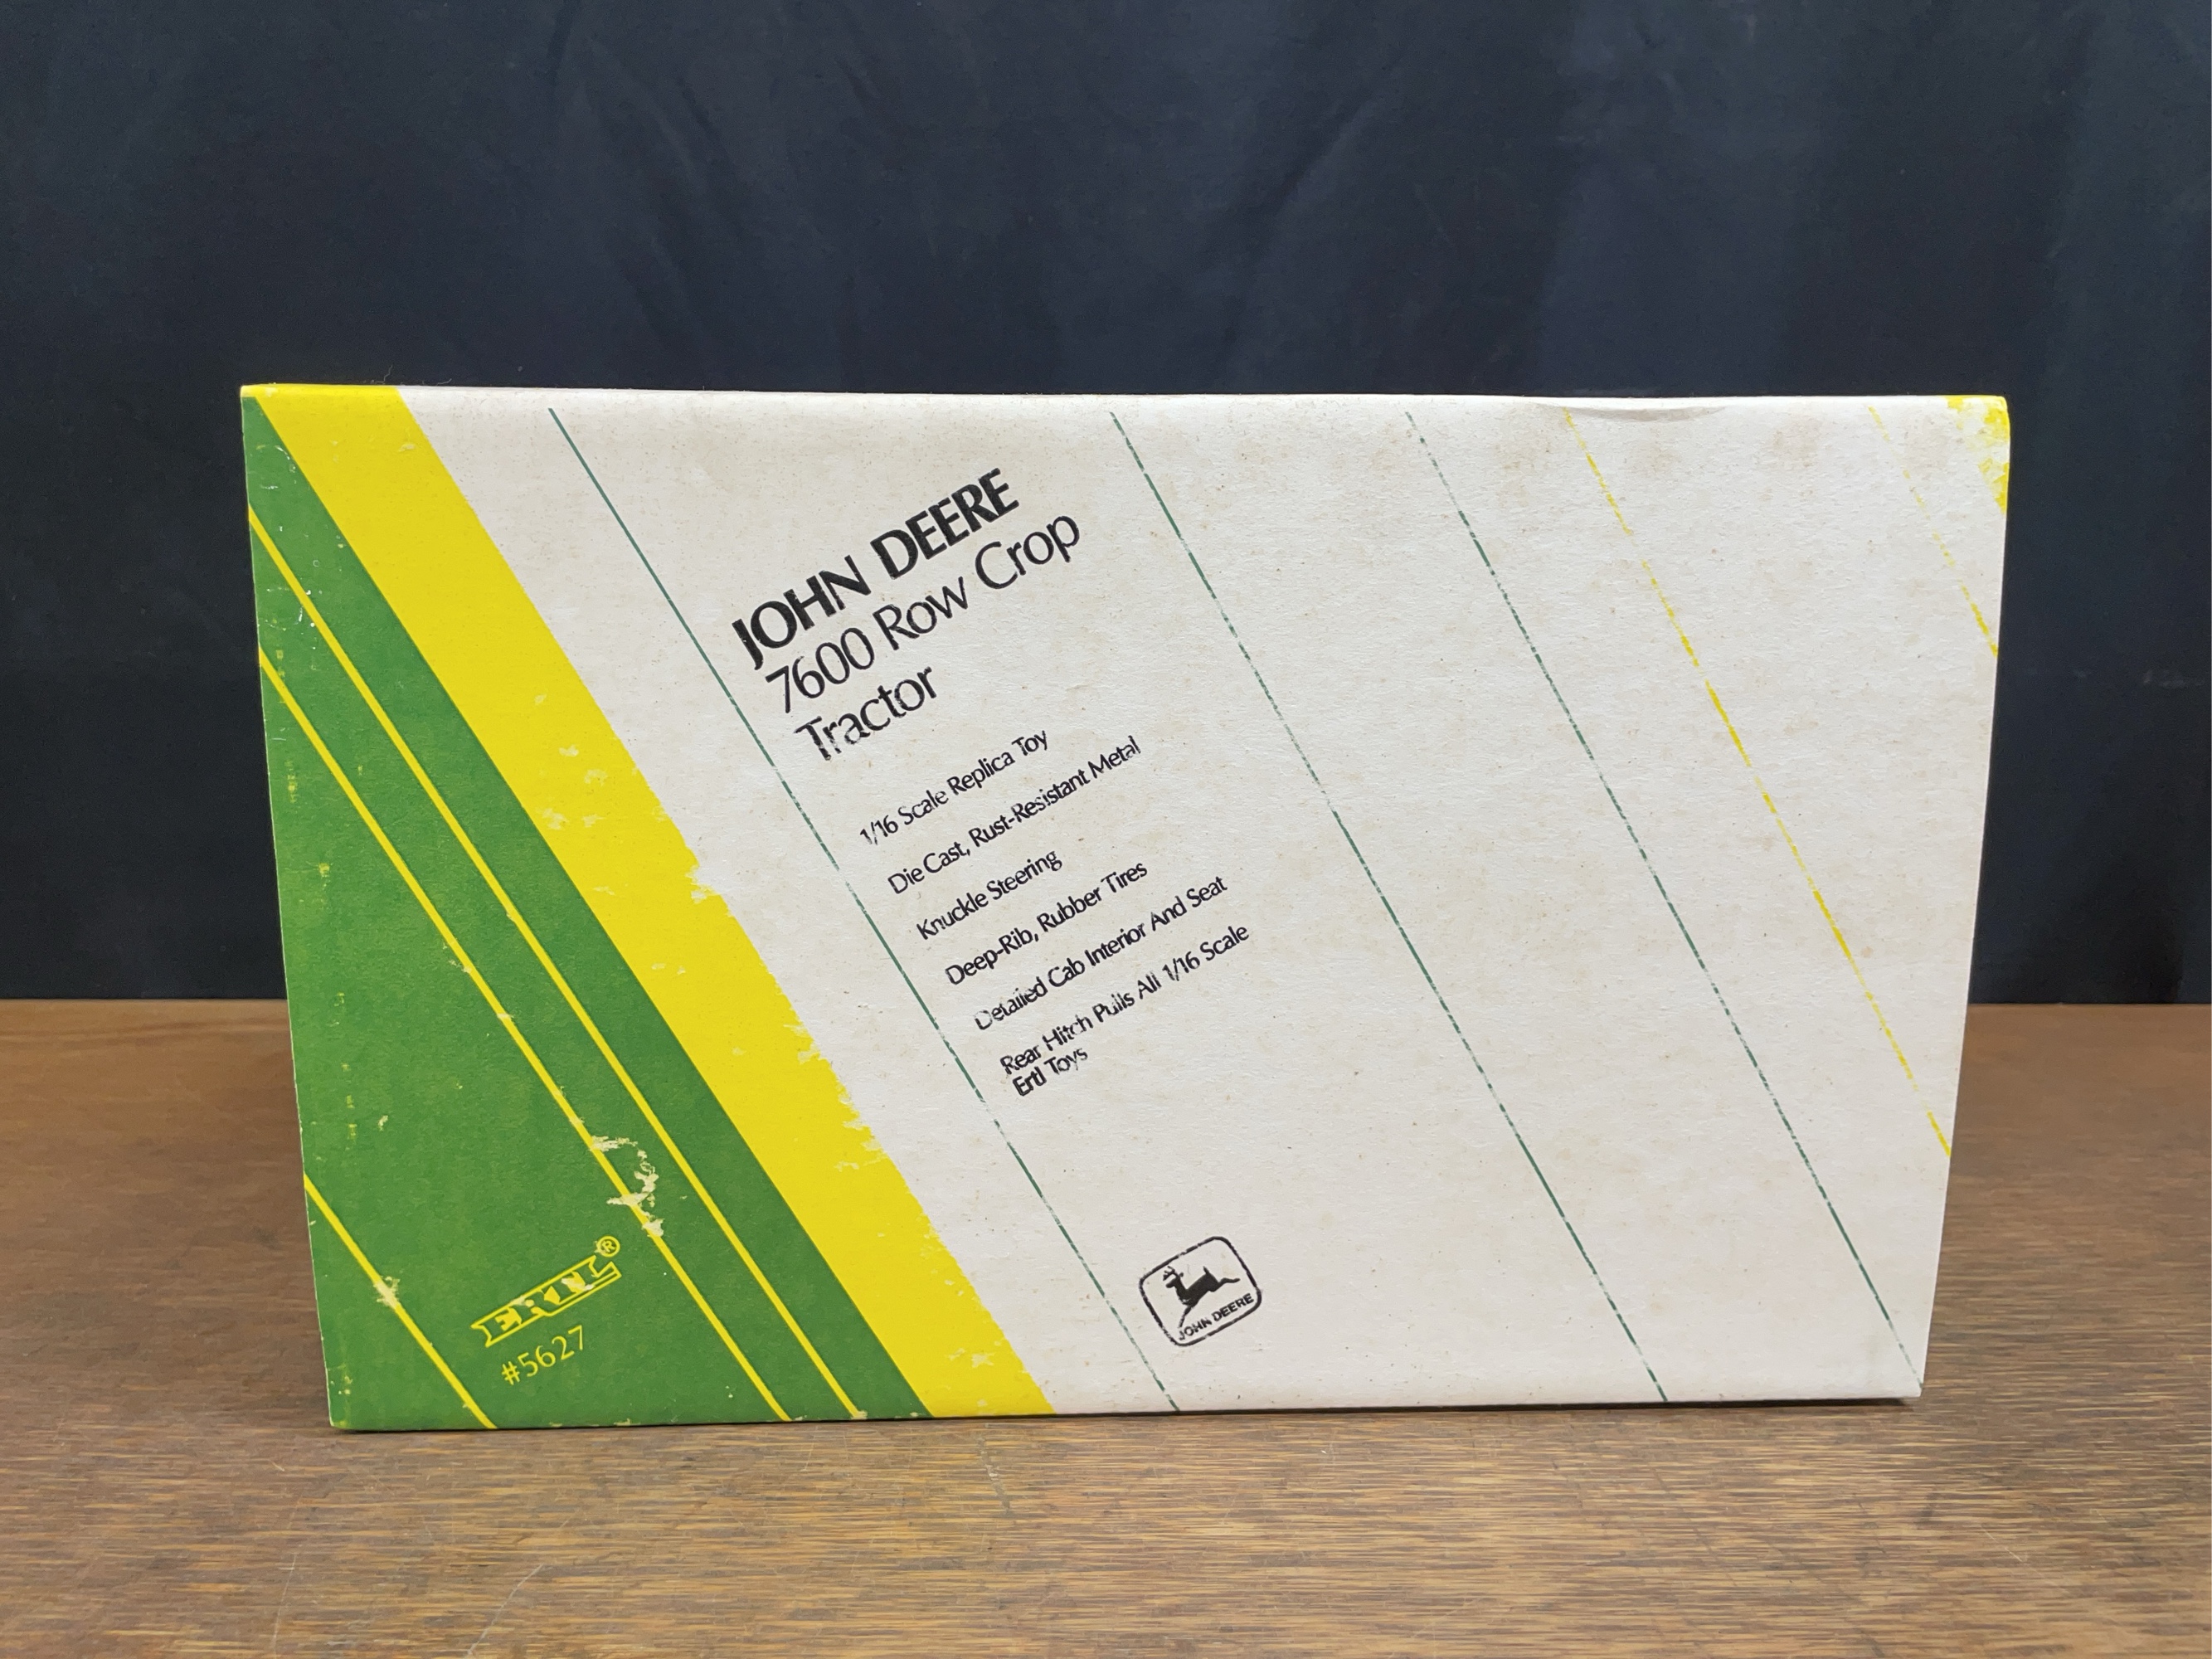 JOHN DEERE
7600 Row Crop
Tractor
1/16 Scale Replica Toy
Die Cast, Rust-Resistant Metal
Knuckle Steering
Deep-Rib, Rubber Tires
Detailed Cab Interior And Seat
Rear Hitch Pulls All 1/16 Scale
Ertl Toys
ERTL®
#5627
JOHN DEERE